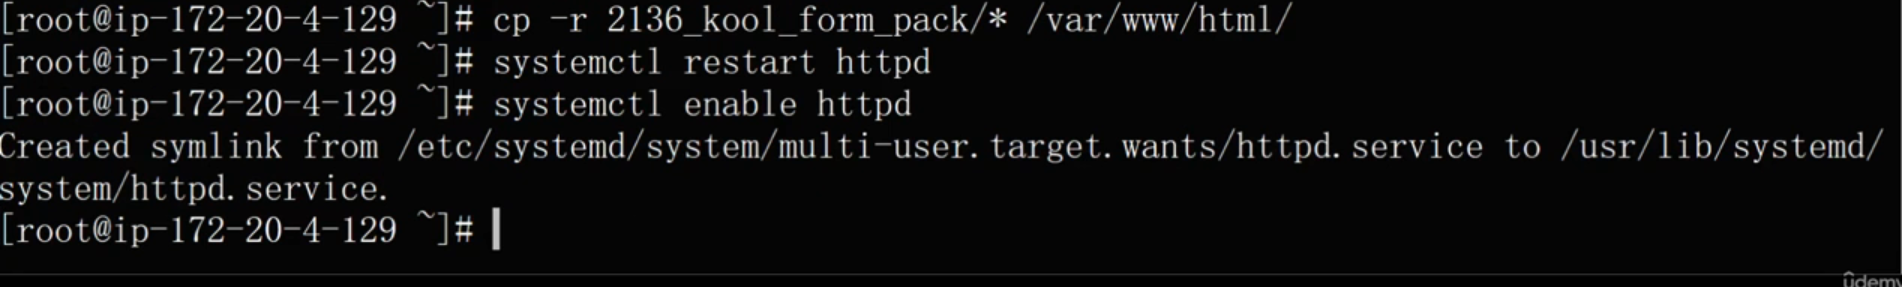 [root@ip-172-20-4-129 ~]# cp -r 2136_kool_form_pack/* /var/www/html/
[root@ip-172-20-4-129 ~]# systemctl restart httpd
[root@ip-172-20-4-129 ~]# systemctl enable httpd
Created symlink from /etc/systemd/system/multi-user.target.wants/httpd.service to /usr/lib/systemd/
system/httpd.service.
[root@ip-172-20-4-129 ~]#
ûdemy